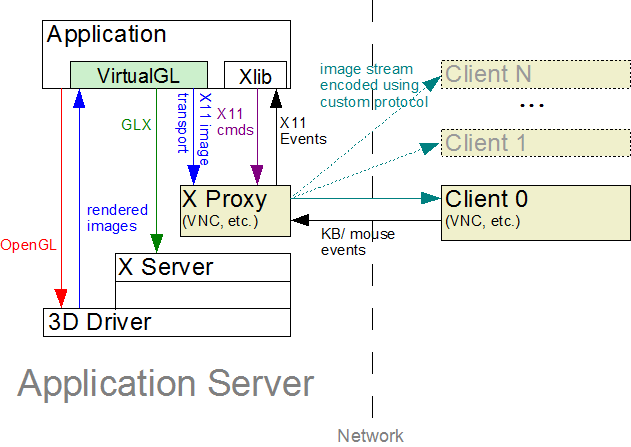 Application
VirtualGL
Xlib
image stream
encoded using
custom protocol
Client N
...
Client 1
GLX
X11 image
transport
X11
cmds
X11
Events
X Proxy
(VNC, etc.)
Client 0
(VNC, etc.)
rendered
images
KB/ mouse
events
OpenGL
X Server
3D Driver
Application Server
Network